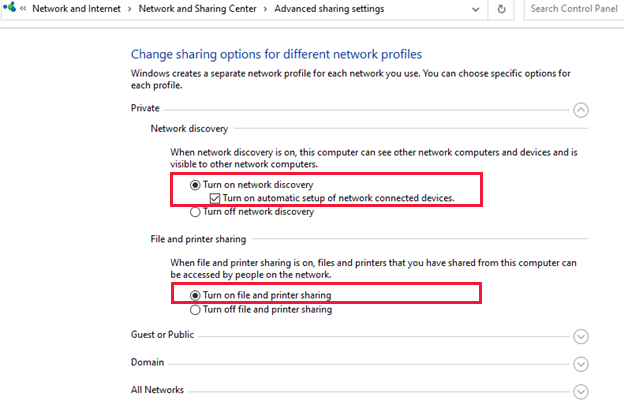 « Network and Internet > Network and Sharing Center > Advanced sharing settings
Search Control Panel
Change sharing options for different network profiles
Windows creates a separate network profile for each network you use. You can choose specific options for
each profile.
Private
Network discovery
When network discovery is on, this computer can see other network computers and devices and is
visible to other network computers.
Turn on network discovery
Turn on automatic setup of network connected devices.
Turn off network discovery
File and printer sharing
When file and printer sharing is on, files and printers that you have shared from this computer can
be accessed by people on the network.
Turn on file and printer sharing
Turn off file and printer sharing
Guest or Public
Domain
All Networks